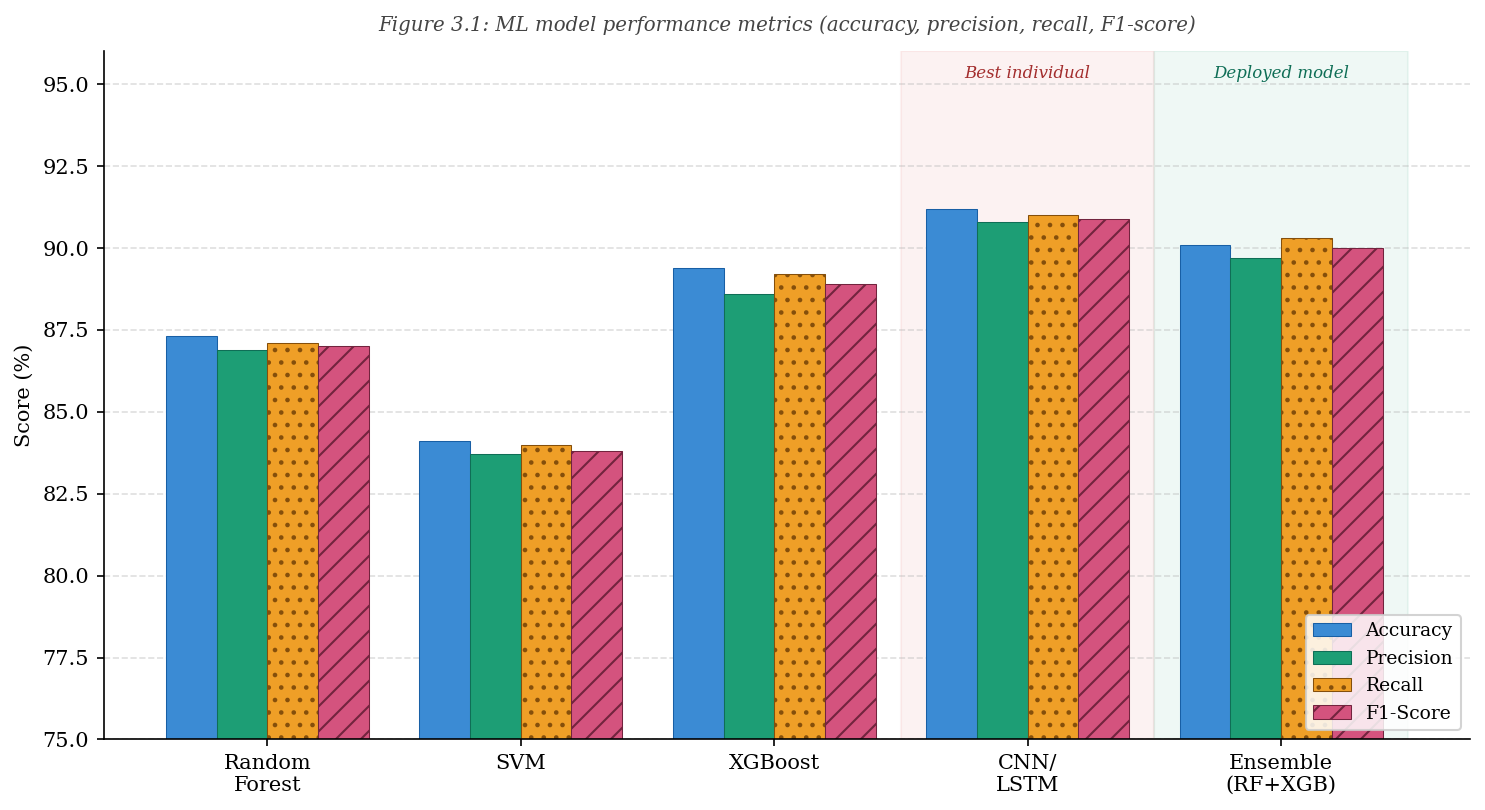 Figure 3.1: ML model performance metrics (accuracy, precision, recall, F1-score)
Best individual
Deployed model
Score (%)
95.0
92.5
90.0
87.5
85.0
82.5
80.0
77.5
75.0
Accuracy
Precision
Recall
F1-Score
Random
Forest
SVM
XGBoost
CNN/
LSTM
Ensemble
(RF+XGB)